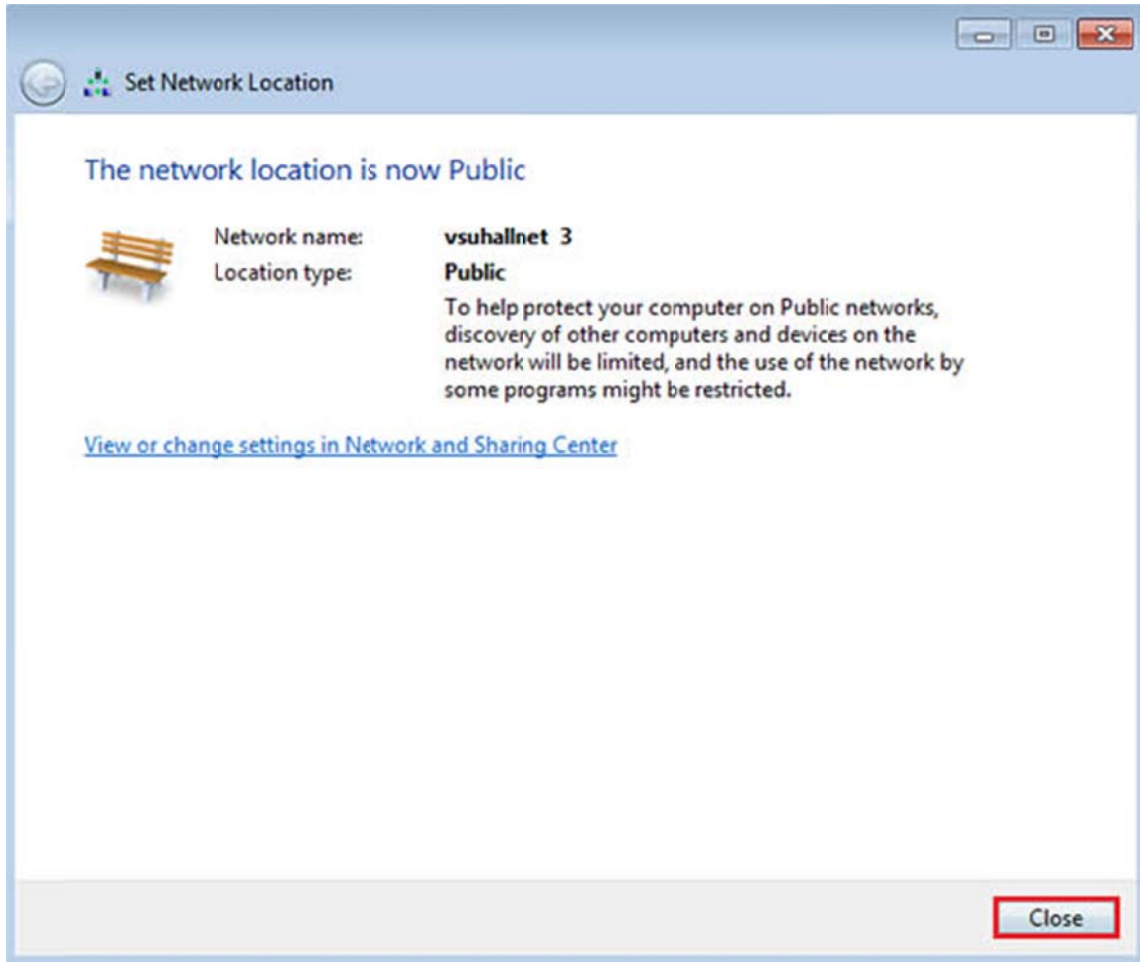 Set Network Location
The network location is now Public
Network name: vsuhallnet 3
Location type: Public
To help protect your computer on Public networks,
discovery of other computers and devices on the
network will be limited, and the use of the network by
some programs might be restricted.
View or change settings in Network and Sharing Center
Close